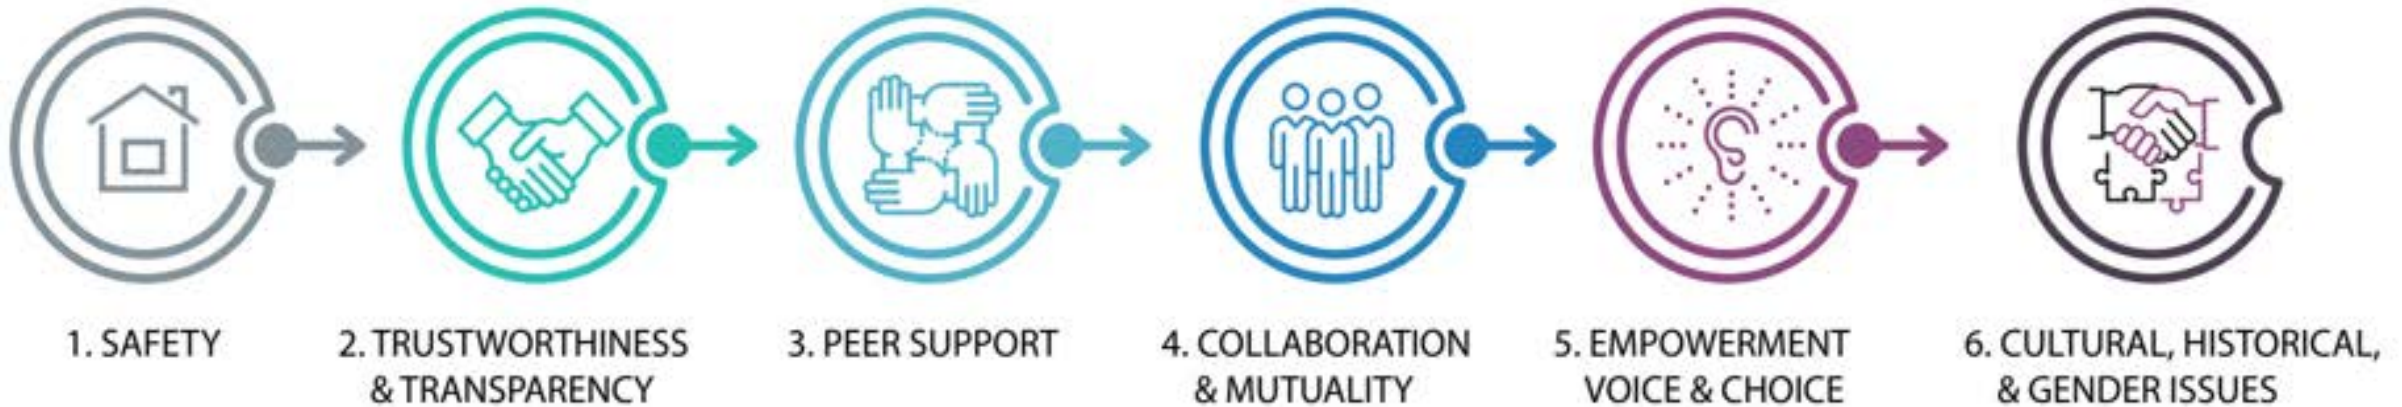 1. SAFETY
2. TRUSTWORTHINESS
& TRANSPARENCY
3. PEER SUPPORT
4. COLLABORATION
& MUTUALITY
5. EMPOWERMENT
VOICE & CHOICE
6. CULTURAL, HISTORICAL,
& GENDER ISSUES